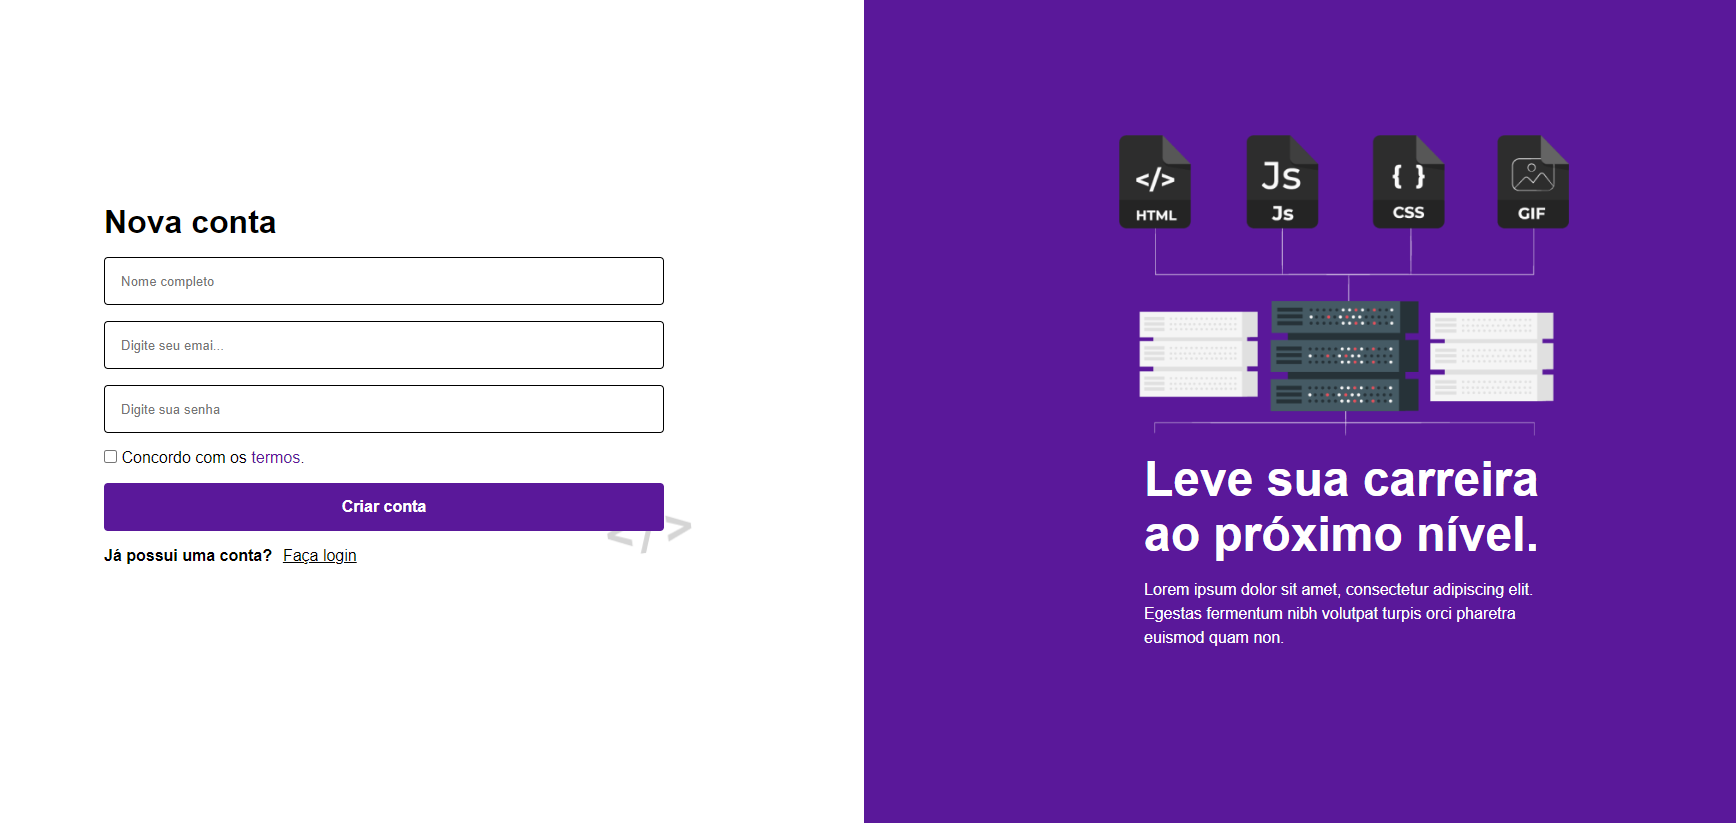 Nova conta
Nome completo
Digite seu emai...
Digite sua senha
Concordo com os termos.
Criar conta
</>
Já possui uma conta? Faça login
</>
HTML
Js
Js
{ }
CSS
GIF
Leve sua carreira
ao próximo nível.
Lorem ipsum dolor sit amet, consectetur adipiscing elit.
Egestas fermentum nibh volutpat turpis orci pharetra
euismod quam non.